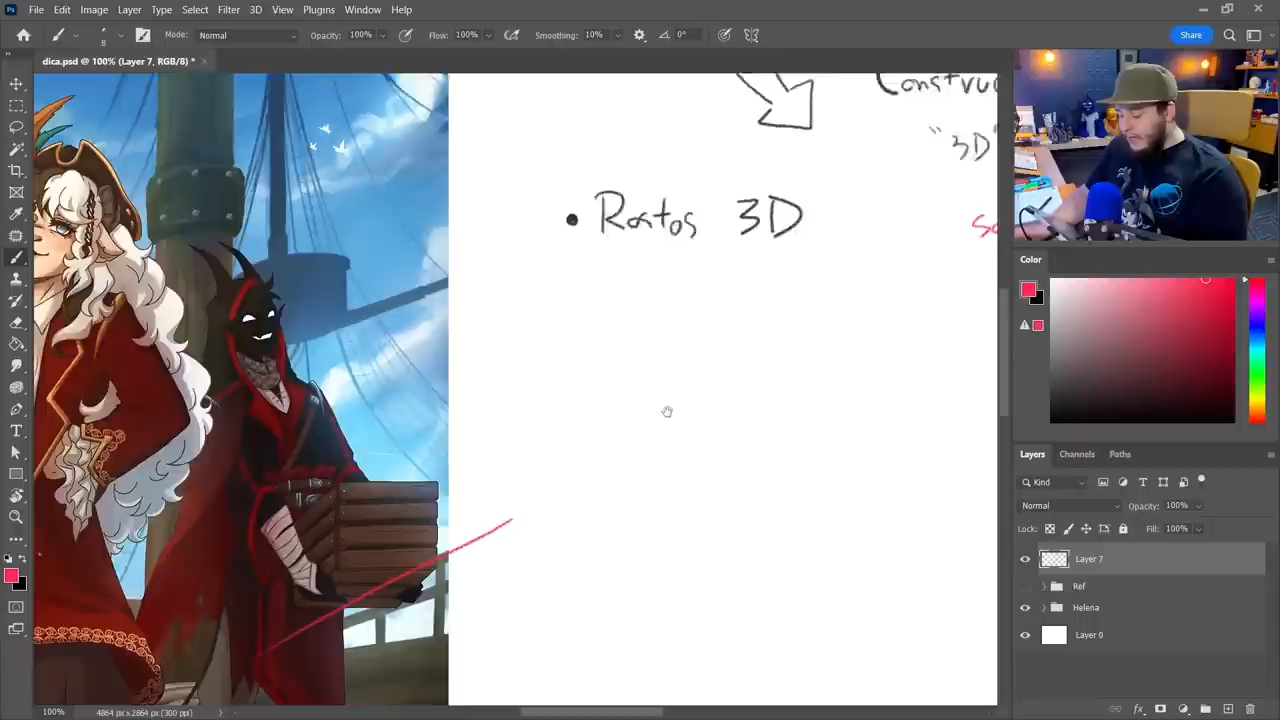 File Edit Image Layer Type Select Filter 3D View Plugins Window Help
8 Mode: Normal Opacity: 100% Flow: 100% Smoothing: 10% 0° Share
dica.psd @ 100% (Layer 7, RGB/8) *
"3D"
• Rostos 3D
Color
Layers Channels Paths
Kind
Normal Opacity: 100%
Lock: Fill: 100%
Layer 7
Ref
Helena
Layer 0
100% 4864 px x 2864 px (300 ppi)